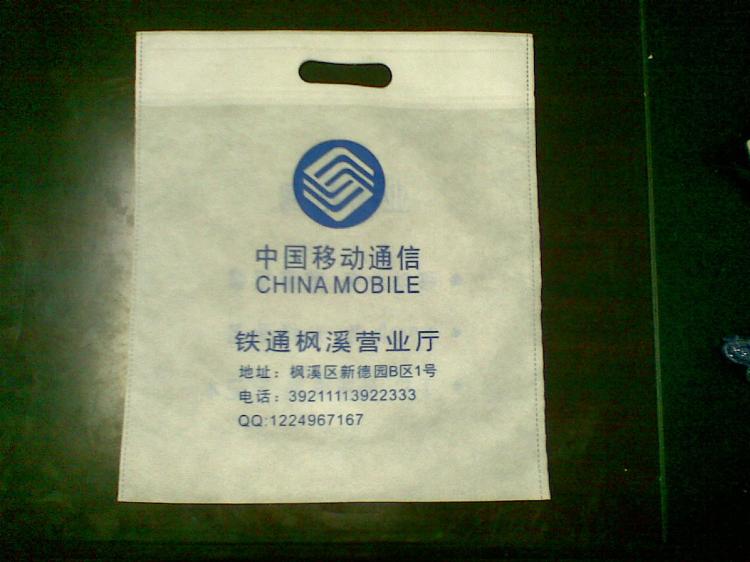 中国移动通信
CHINA MOBILE
铁通枫溪营业厅
地址：枫溪区新德园B区1号
电话：39211113922333
QQ:1224967167